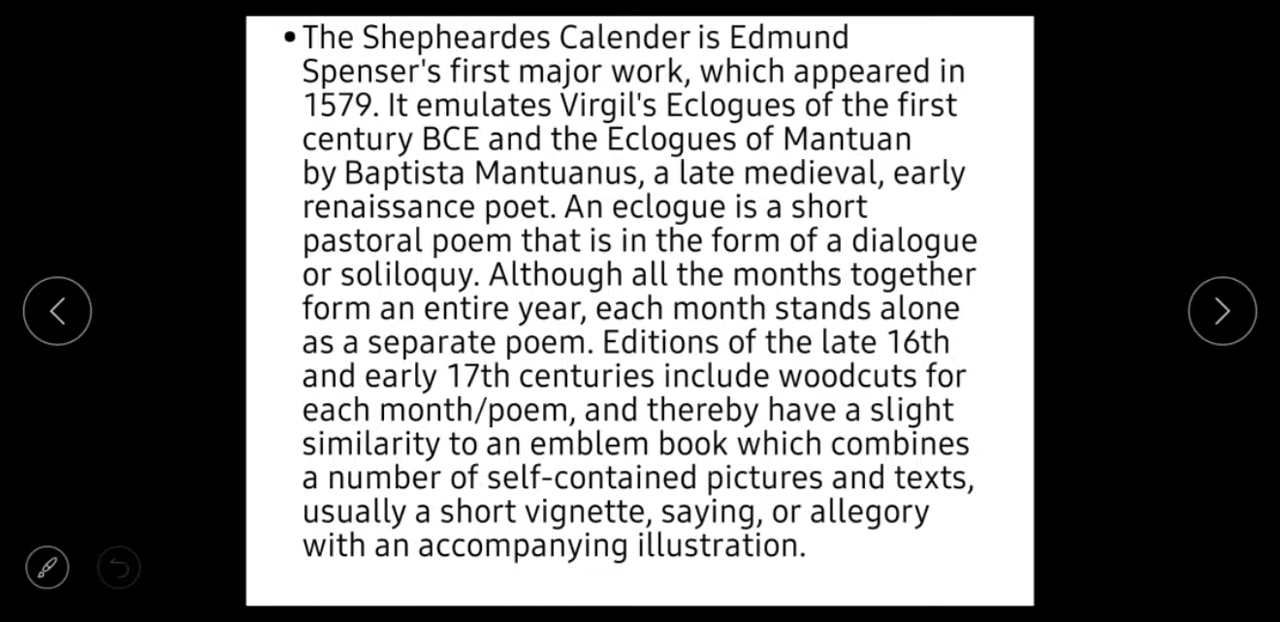 • The Shepheardes Calender is Edmund
Spenser's first major work, which appeared in
1579. It emulates Virgil's Eclogues of the first
century BCE and the Eclogues of Mantuan
by Baptista Mantuanus, a late medieval, early
renaissance poet. An eclogue is a short
pastoral poem that is in the form of a dialogue
or soliloquy. Although all the months together
form an entire year, each month stands alone
as a separate poem. Editions of the late 16th
and early 17th centuries include woodcuts for
each month/poem, and thereby have a slight
similarity to an emblem book which combines
a number of self-contained pictures and texts,
usually a short vignette, saying, or allegory
with an accompanying illustration.